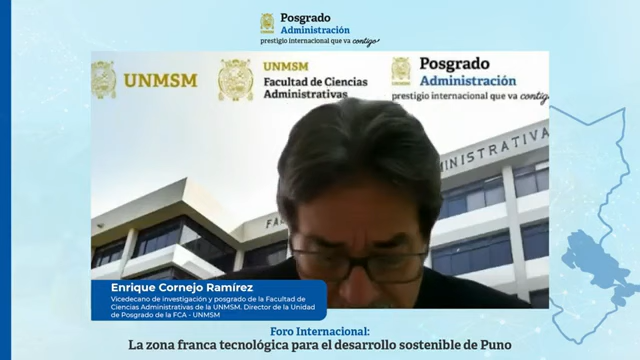 Posgrado
Administración
prestigio internacional que va contigo
UNMSM
UNMSM
Facultad de Ciencias
Administrativas
Posgrado
Administración
prestigio internacional que va contigo
MINISTRATIVA
FA
Enrique Cornejo Ramírez
Vicedecano de investigación y posgrado de la Facultad de
Ciencias Administrativas de la UNMSM. Director de la Unidad
de Posgrado de la FCA - UNMSM
Foro Internacional:
La zona franca tecnológica para el desarrollo sostenible de Puno